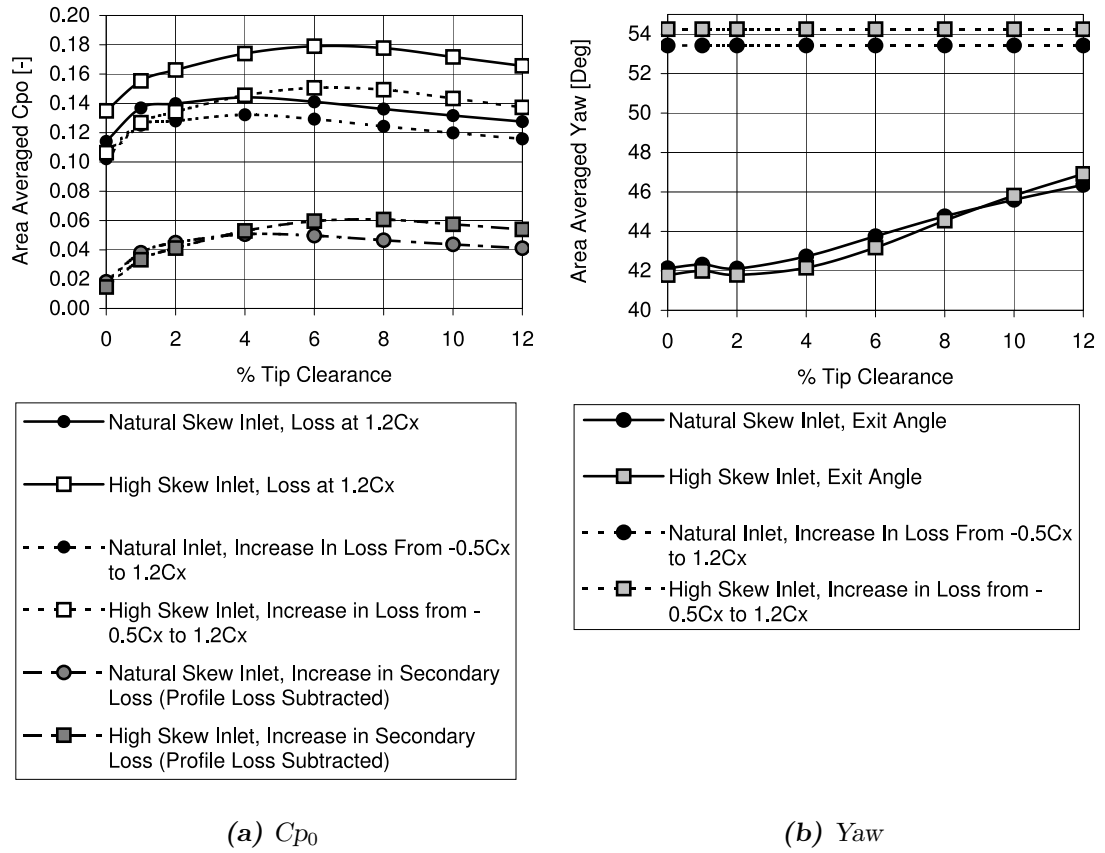 0.20
0.18
0.16
0.14
0.12
0.10
0.08
0.06
0.04
0.02
0.00
Area Averaged Cpo [-]
0 2 4 6 8 10 12
% Tip Clearance
Natural Skew Inlet, Loss at 1.2Cx
High Skew Inlet, Loss at 1.2Cx
Natural Inlet, Increase In Loss From -0.5Cx
to 1.2Cx
High Skew Inlet, Increase in Loss from -
0.5Cx to 1.2Cx
Natural Skew Inlet, Increase in Secondary
Loss (Profile Loss Subtracted)
High Skew Inlet, Increase in Secondary
Loss (Profile Loss Subtracted)
(a) Cp₀
54
52
50
48
46
44
42
40
Area Averaged Yaw [Deg]
0 2 4 6 8 10 12
% Tip Clearance
Natural Skew Inlet, Exit Angle
High Skew Inlet, Exit Angle
Natural Inlet, Increase In Loss From -0.5Cx
to 1.2Cx
High Skew Inlet, Increase in Loss from -
0.5Cx to 1.2Cx
(b) Yaw